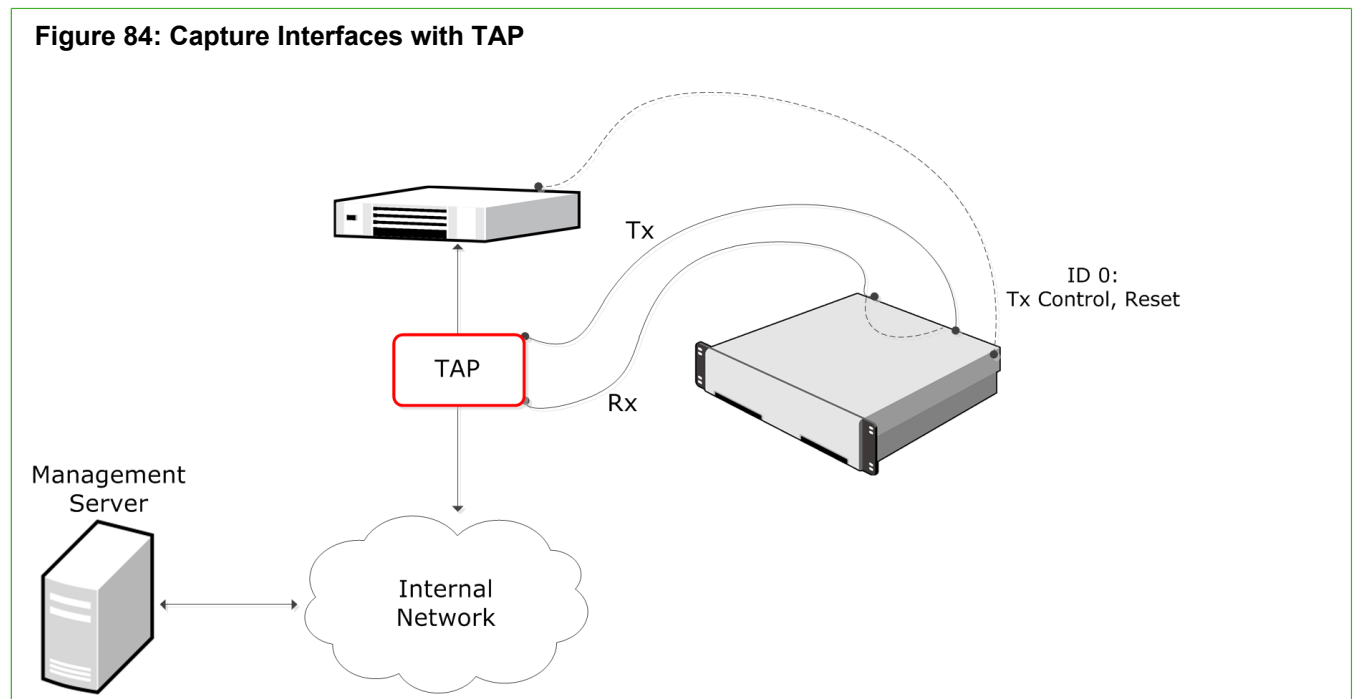 Figure 84: Capture Interfaces with TAP
Tx
ID 0:
Tx Control, Reset
TAP
Rx
Management
Server
Internal
Network